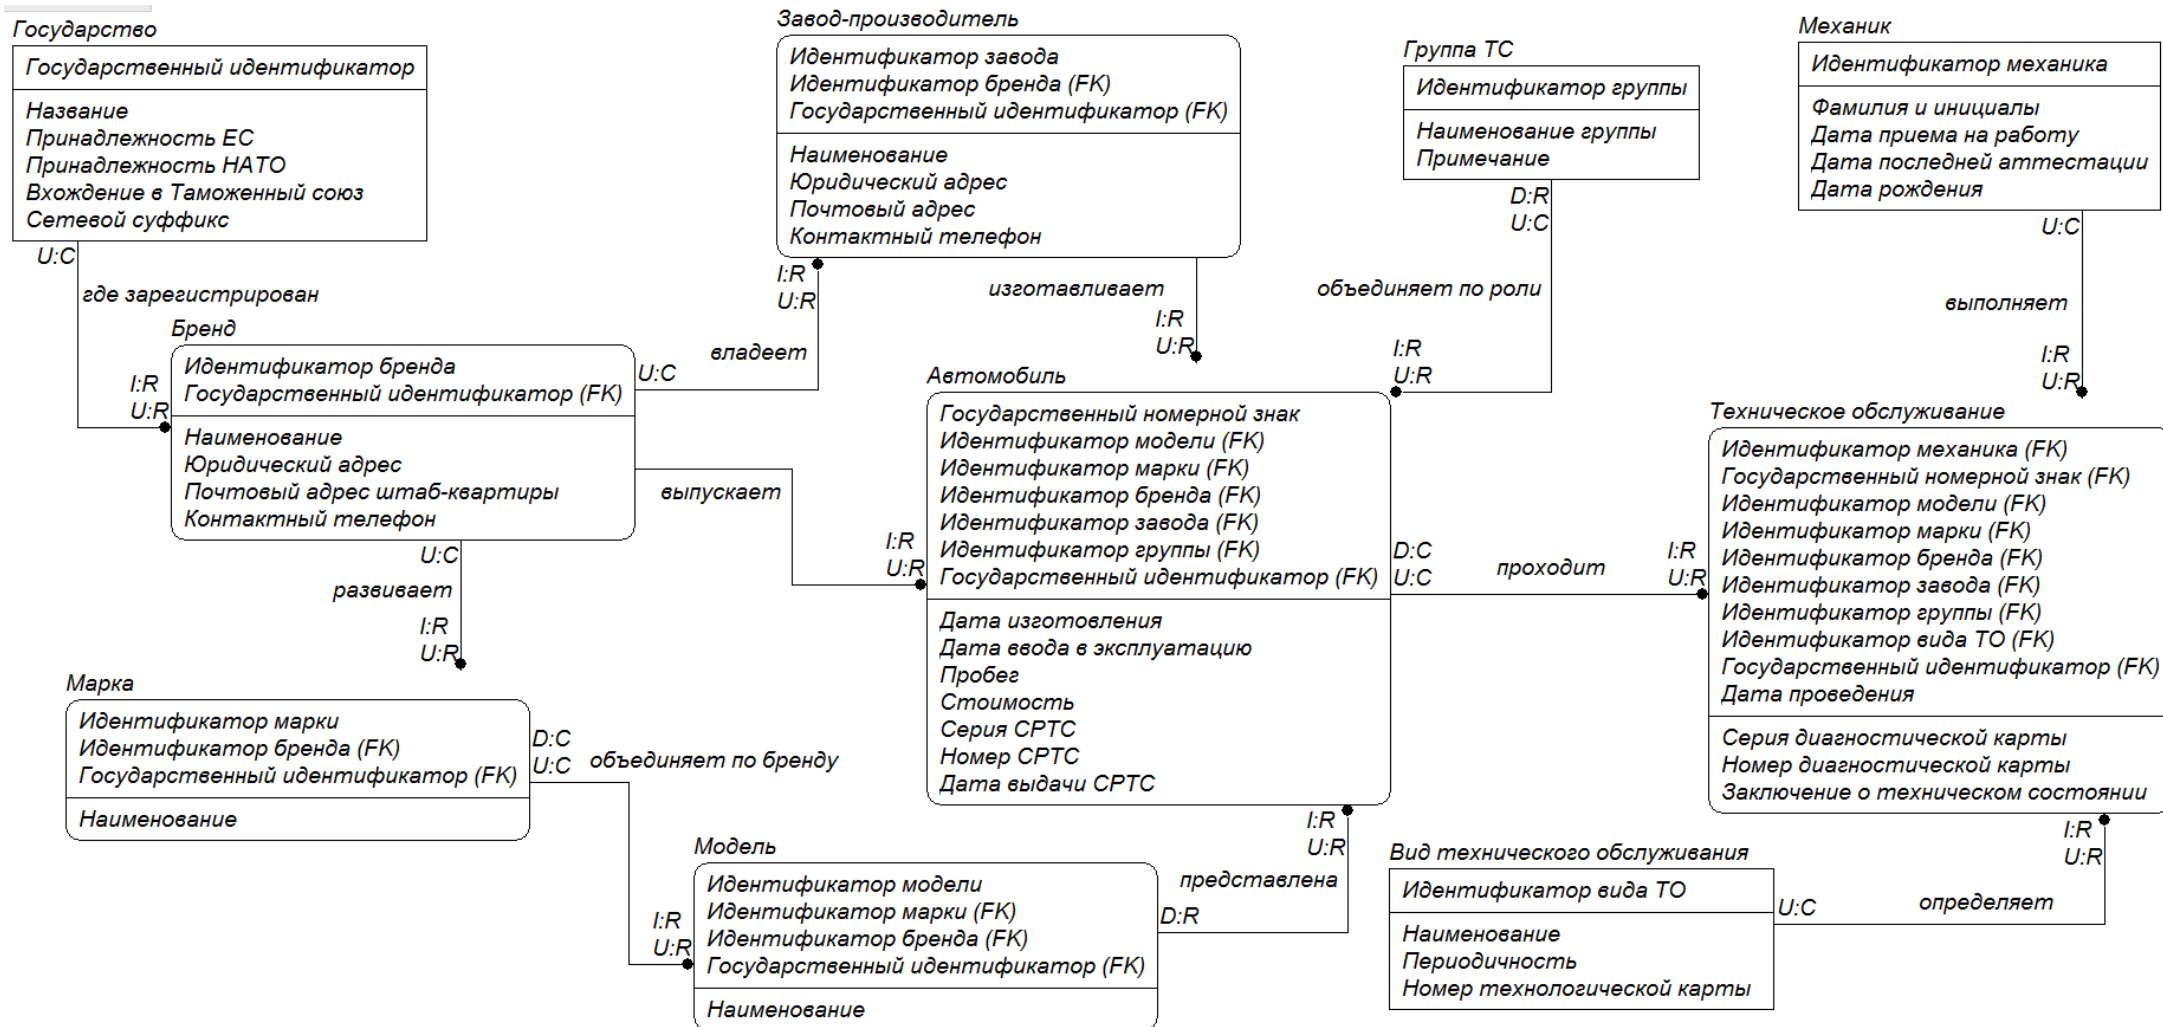 Государство
Государственный идентификатор
Название
Принадлежность ЕС
Принадлежность НАТО
Вхождение в Таможенный союз
Сетевой суффикс
U:C
где зарегистрирован
I:R
U:R
Бренд
Идентификатор бренда
Государственный идентификатор (FK)
Наименование
Юридический адрес
Почтовый адрес штаб-квартиры
Контактный телефон
U:C
владеет
I:R
U:R
Завод-производитель
Идентификатор завода
Идентификатор бренда (FK)
Государственный идентификатор (FK)
Наименование
Юридический адрес
Почтовый адрес
Контактный телефон
изготавливает
I:R
U:R
Группа ТС
Идентификатор группы
Наименование группы
Примечание
D:R
U:C
объединяет по роли
I:R
U:R
Механик
Идентификатор механика
Фамилия и инициалы
Дата приема на работу
Дата последней аттестации
Дата рождения
U:C
выполняет
I:R
U:R
выпускает
I:R
U:R
Автомобиль
Государственный номерной знак
Идентификатор модели (FK)
Идентификатор марки (FK)
Идентификатор бренда (FK)
Идентификатор завода (FK)
Идентификатор группы (FK)
Государственный идентификатор (FK)
Дата изготовления
Дата ввода в эксплуатацию
Пробег
Стоимость
Серия СРТС
Номер СРТС
Дата выдачи СРТС
D:C
U:C
проходит
I:R
U:R
Техническое обслуживание
Идентификатор механика (FK)
Государственный номерной знак (FK)
Идентификатор модели (FK)
Идентификатор марки (FK)
Идентификатор бренда (FK)
Идентификатор завода (FK)
Идентификатор группы (FK)
Идентификатор вида ТО (FK)
Государственный идентификатор (FK)
Дата проведения
Серия диагностической карты
Номер диагностической карты
Заключение о техническом состоянии
U:C
развивает
I:R
U:R
Марка
Идентификатор марки
Идентификатор бренда (FK)
Государственный идентификатор (FK)
Наименование
D:C
U:C
объединяет по бренду
I:R
U:R
Модель
Идентификатор модели
Идентификатор марки (FK)
Идентификатор бренда (FK)
Государственный идентификатор (FK)
Наименование
D:R
представлена
I:R
U:R
Вид технического обслуживания
Идентификатор вида ТО
Наименование
Периодичность
Номер технологической карты
U:C
определяет
I:R
U:R